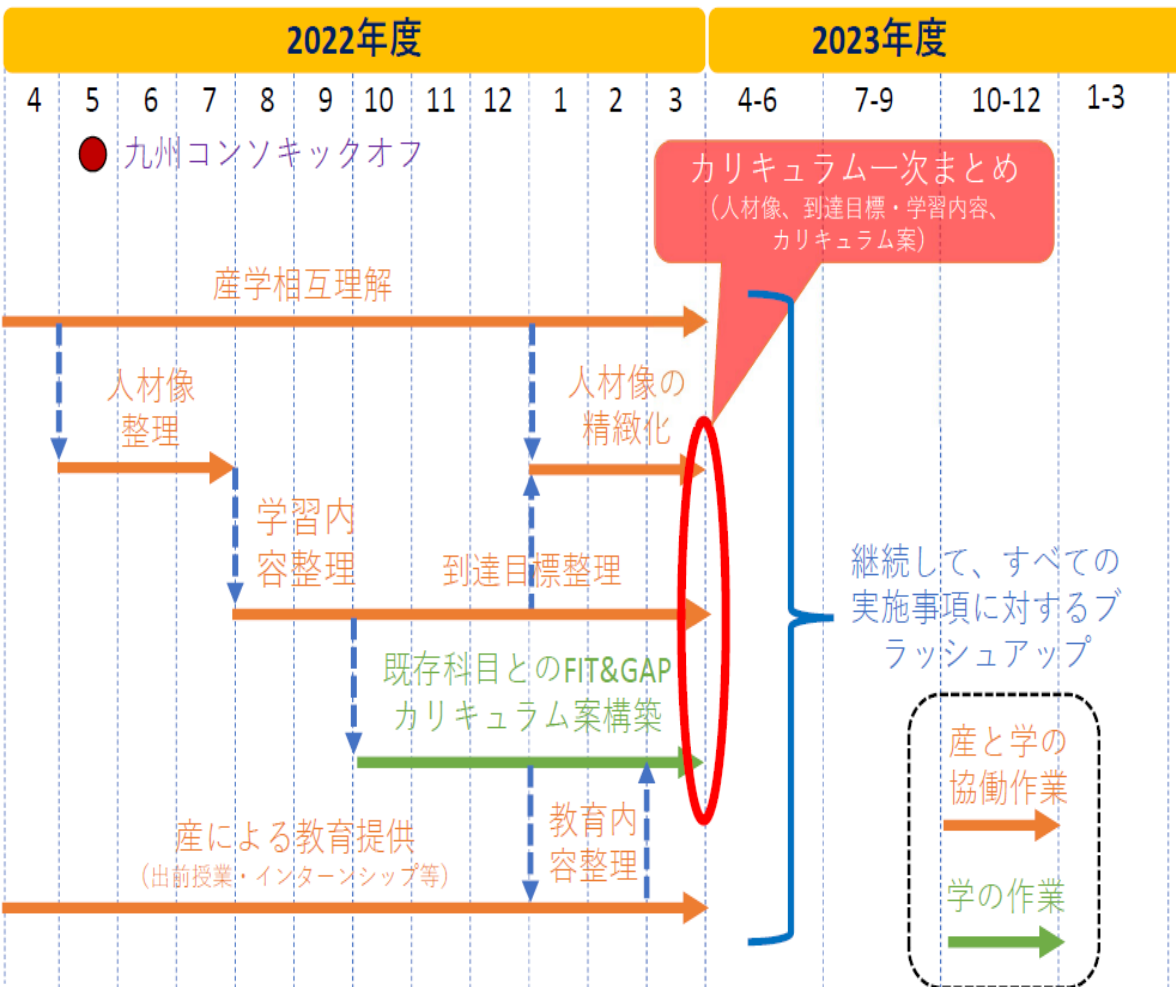 2022年度
2023年度
4 5 6 7 8 9 10 11 12 1 2 3 4-6 7-9 10-12 1-3
九州コンソキックオフ
カリキュラム一次まとめ
(人材像、到達目標・学習内容、
カリキュラム案)
産学相互理解
人材像
整理
人材像の
精緻化
学習内
容整理
到達目標整理
継続して、すべての
実施事項に対するブ
ラッシュアップ
既存科目とのFIT&GAP
カリキュラム案構築
産による教育提供
(出前授業・インターンシップ等)
教育内
容整理
産と学の
協働作業
学の作業